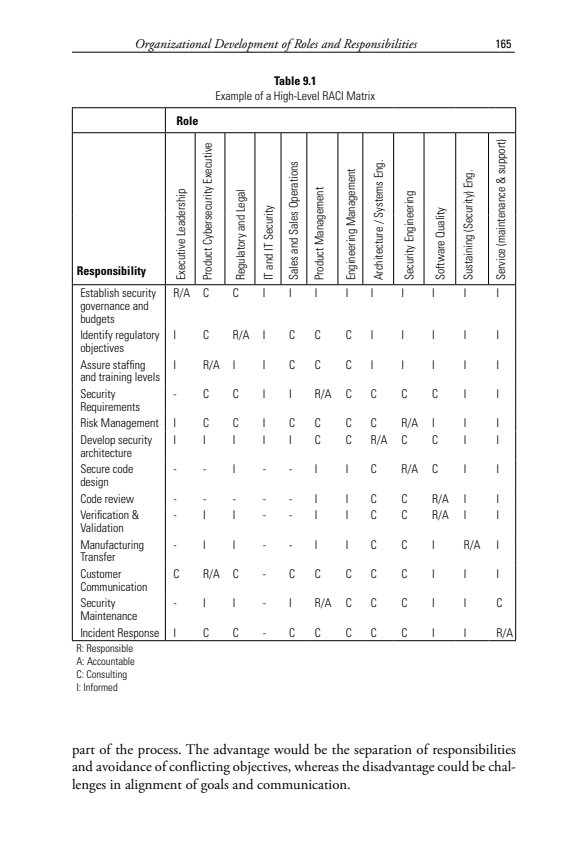 Organizational Development of Roles and Responsibilities 165
Table 9.1
Example of a High-Level RACI Matrix
Role
Responsibility
Executive Leadership
Product Cybersecurity Executive
Regulatory and Legal
IT and IT Security
Sales and Sales Operations
Product Management
Engineering Management
Architecture / Systems Eng.
Security Engineering
Software Quality
Sustaining (Security) Eng.
Service (maintenance & support)
Establish security R/A C C I I I I I I I I I
governance and
budgets
Identify regulatory I C R/A I C C C I I I I I
objectives
Assure staffing I R/A I I C C C I I I I I
and training levels
Security - C C I I R/A C C C C I I
Requirements
Risk Management I C C I C C C C R/A I I I
Develop security I I I I I C C R/A C C I I
architecture
Secure code - - I - - I I C R/A C I I
design
Code review - - - - - I I C C R/A I I
Verification & - I I - - I I C C R/A I I
Validation
Manufacturing - I I - - I I C C I R/A I
Transfer
Customer C R/A C - C C C C C I I I
Communication
Security - I I - I R/A C C C I I C
Maintenance
Incident Response I C C - C C C C C I I R/A
R: Responsible
A: Accountable
C: Consulting
I: Informed
part of the process. The advantage would be the separation of responsibilities
and avoidance of conflicting objectives, whereas the disadvantage could be chal-
lenges in alignment of goals and communication.